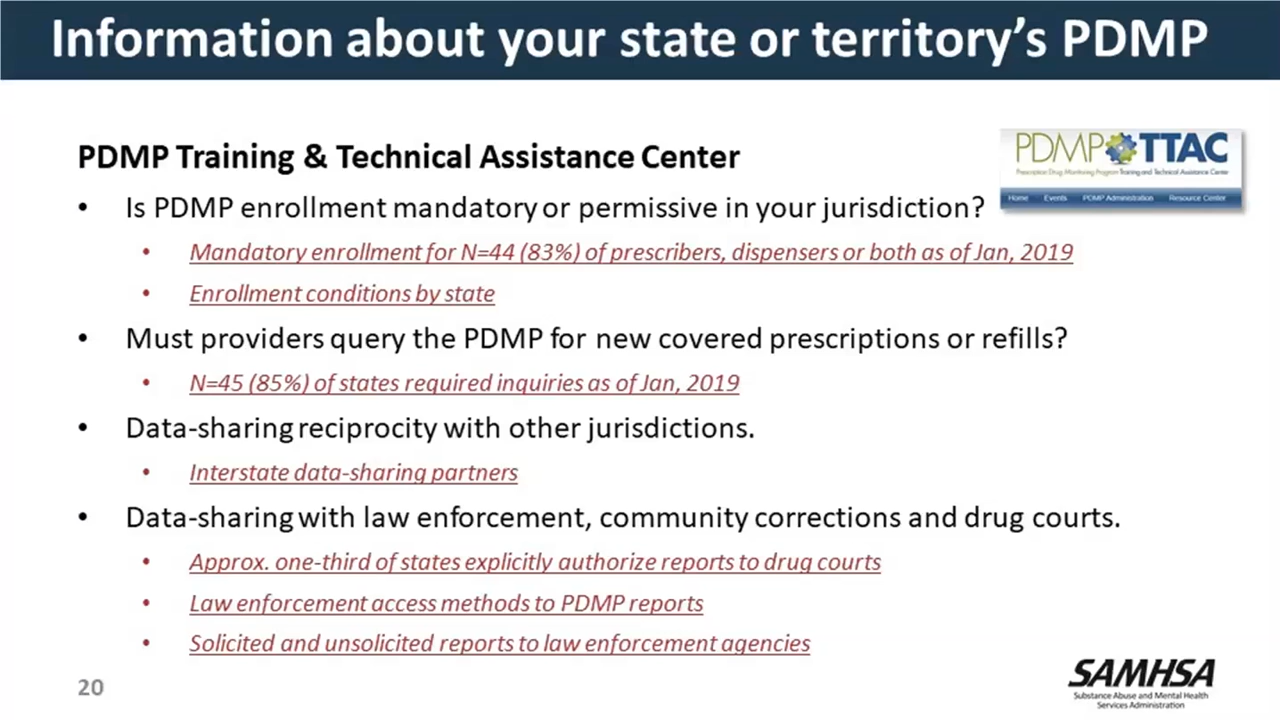 Information about your state or territory's PDMP
PDMP Training & Technical Assistance Center
PDMP TTAC
Prescription Drug Monitoring Program Training and Technical Assistance Center
Home Events PDMP Administration Resource Center
• Is PDMP enrollment mandatory or permissive in your jurisdiction?
• Mandatory enrollment for N=44 (83%) of prescribers, dispensers or both as of Jan, 2019
• Enrollment conditions by state
• Must providers query the PDMP for new covered prescriptions or refills?
• N=45 (85%) of states required inquiries as of Jan, 2019
• Data-sharing reciprocity with other jurisdictions.
• Interstate data-sharing partners
• Data-sharing with law enforcement, community corrections and drug courts.
• Approx. one-third of states explicitly authorize reports to drug courts
• Law enforcement access methods to PDMP reports
• Solicited and unsolicited reports to law enforcement agencies
20
SAMHSA
Substance Abuse and Mental Health
Services Administration